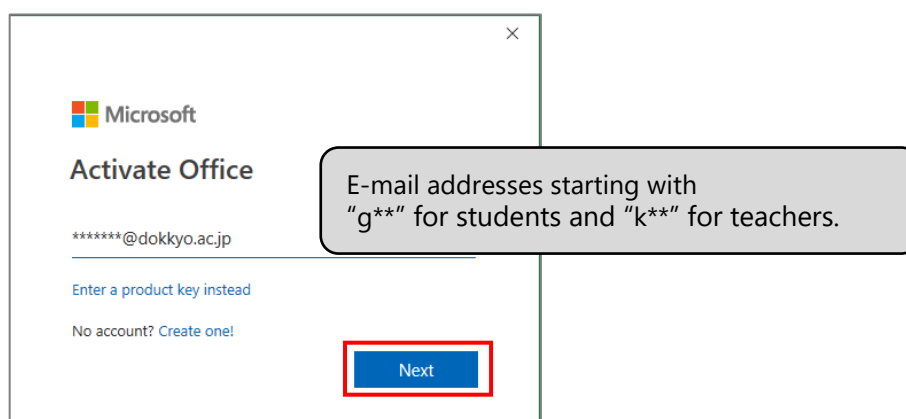 Microsoft
Activate Office
E-mail addresses starting with
“g**” for students and “k**” for teachers.
*******@dokkyo.ac.jp
Enter a product key instead
No account? Create one!
Next